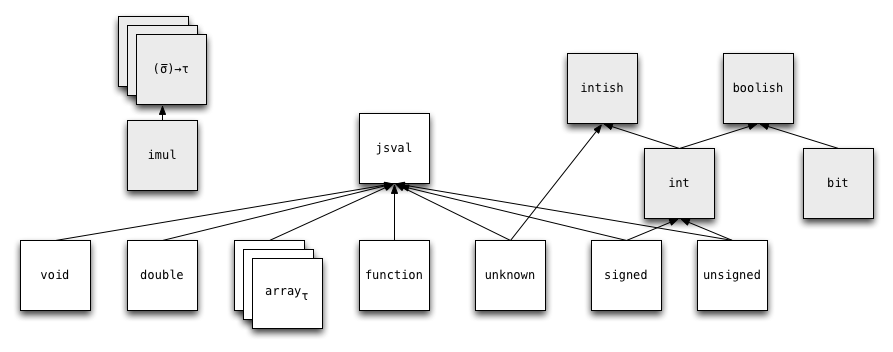 (σ̅)→τ
intish
boolish
imul
jsval
int
bit
void
double
arrayτ
function
unknown
signed
unsigned